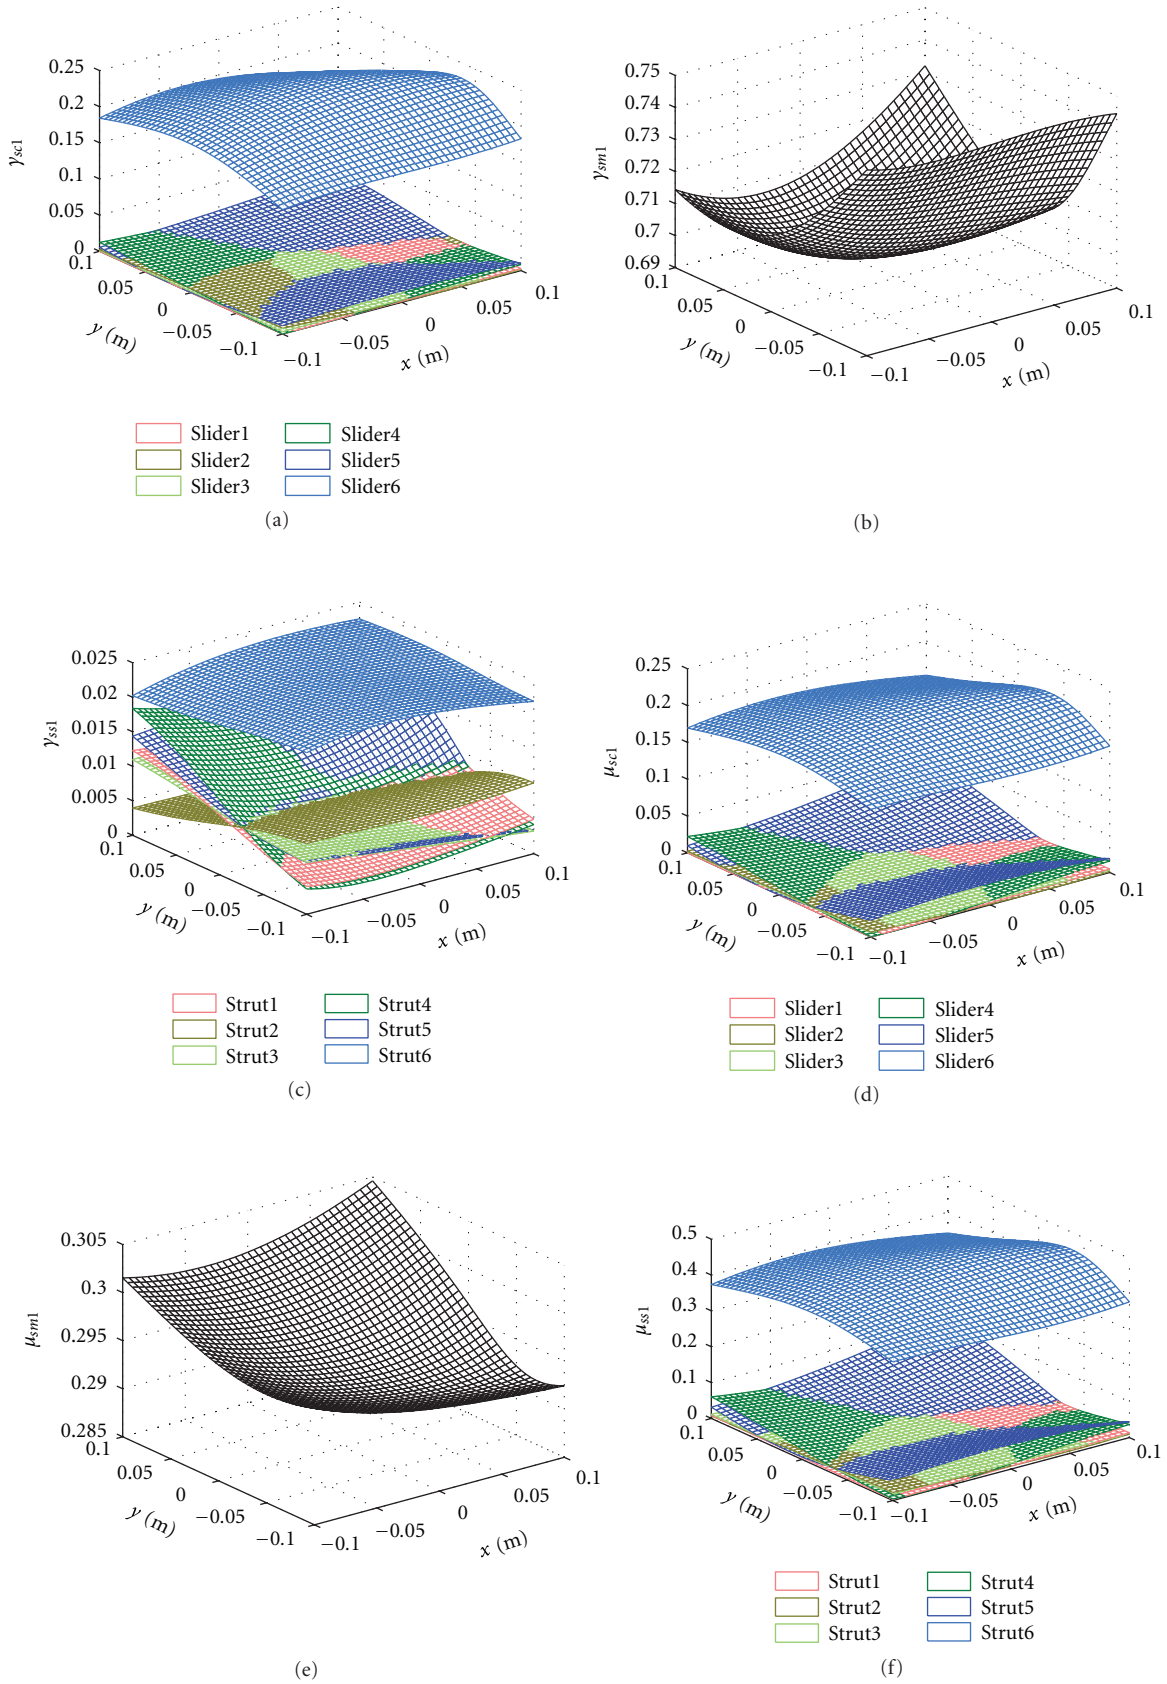 0.25
0.2
0.15
0.1
0.05
0
γsc1
0.1
0.05
0
−0.05
−0.1
y (m)
−0.1
−0.05
0
0.05
0.1
x (m)
Slider1
Slider2
Slider3
Slider4
Slider5
Slider6
(a)
0.75
0.74
0.73
0.72
0.71
0.7
0.69
γsm1
0.1
0.05
0
−0.05
−0.1
y (m)
−0.1
−0.05
0
0.05
0.1
x (m)
(b)
0.025
0.02
0.015
0.01
0.005
0
γss1
0.1
0.05
0
−0.05
−0.1
y (m)
−0.1
−0.05
0
0.05
0.1
x (m)
Strut1
Strut2
Strut3
Strut4
Strut5
Strut6
(c)
0.25
0.2
0.15
0.1
0.05
0
μsc1
0.1
0.05
0
−0.05
−0.1
y (m)
−0.1
−0.05
0
0.05
0.1
x (m)
Slider1
Slider2
Slider3
Slider4
Slider5
Slider6
(d)
0.305
0.3
0.295
0.29
0.285
μsm1
0.1
0.05
0
−0.05
−0.1
y (m)
−0.1
−0.05
0
0.05
0.1
x (m)
(e)
0.5
0.4
0.3
0.2
0.1
0
μss1
0.1
0.05
0
−0.05
−0.1
y (m)
−0.1
−0.05
0
0.05
0.1
x (m)
Strut1
Strut2
Strut3
Strut4
Strut5
Strut6
(f)